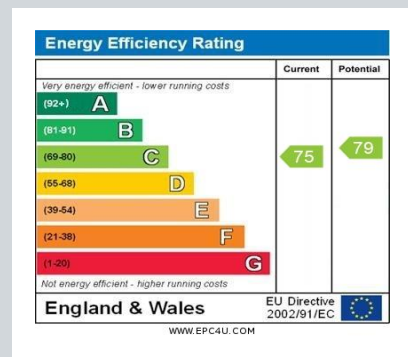 Energy Efficiency Rating
Current Potential
Very energy efficient - lower running costs
(92+) A
(81-91) B
(69-80) C
75
79
(55-68) D
(39-54) E
(21-38) F
(1-20) G
Not energy efficient - higher running costs
England & Wales
EU Directive
2002/91/EC
WWW.EPC4U.COM